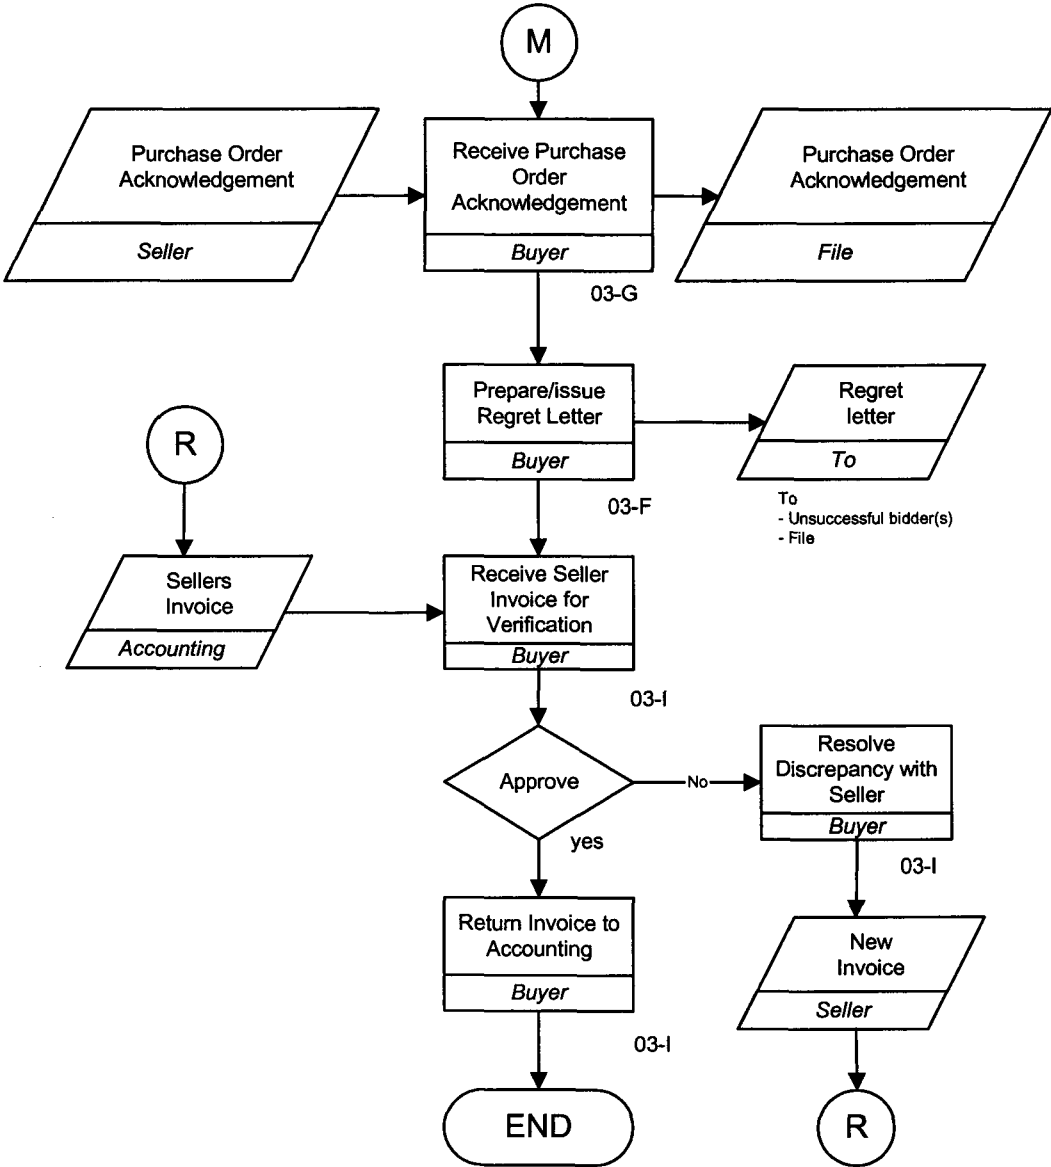 M
Purchase Order
Acknowledgement
Seller
Receive Purchase
Order
Acknowledgement
Buyer
03-G
Purchase Order
Acknowledgement
File
Prepare/issue
Regret Letter
Buyer
03-F
Regret
letter
To
To
- Unsuccessful bidder(s)
- File
R
Sellers
Invoice
Accounting
Receive Seller
Invoice for
Verification
Buyer
03-I
Approve
No
yes
Resolve
Discrepancy with
Seller
Buyer
03-I
Return Invoice to
Accounting
Buyer
03-I
New
Invoice
Seller
END
R